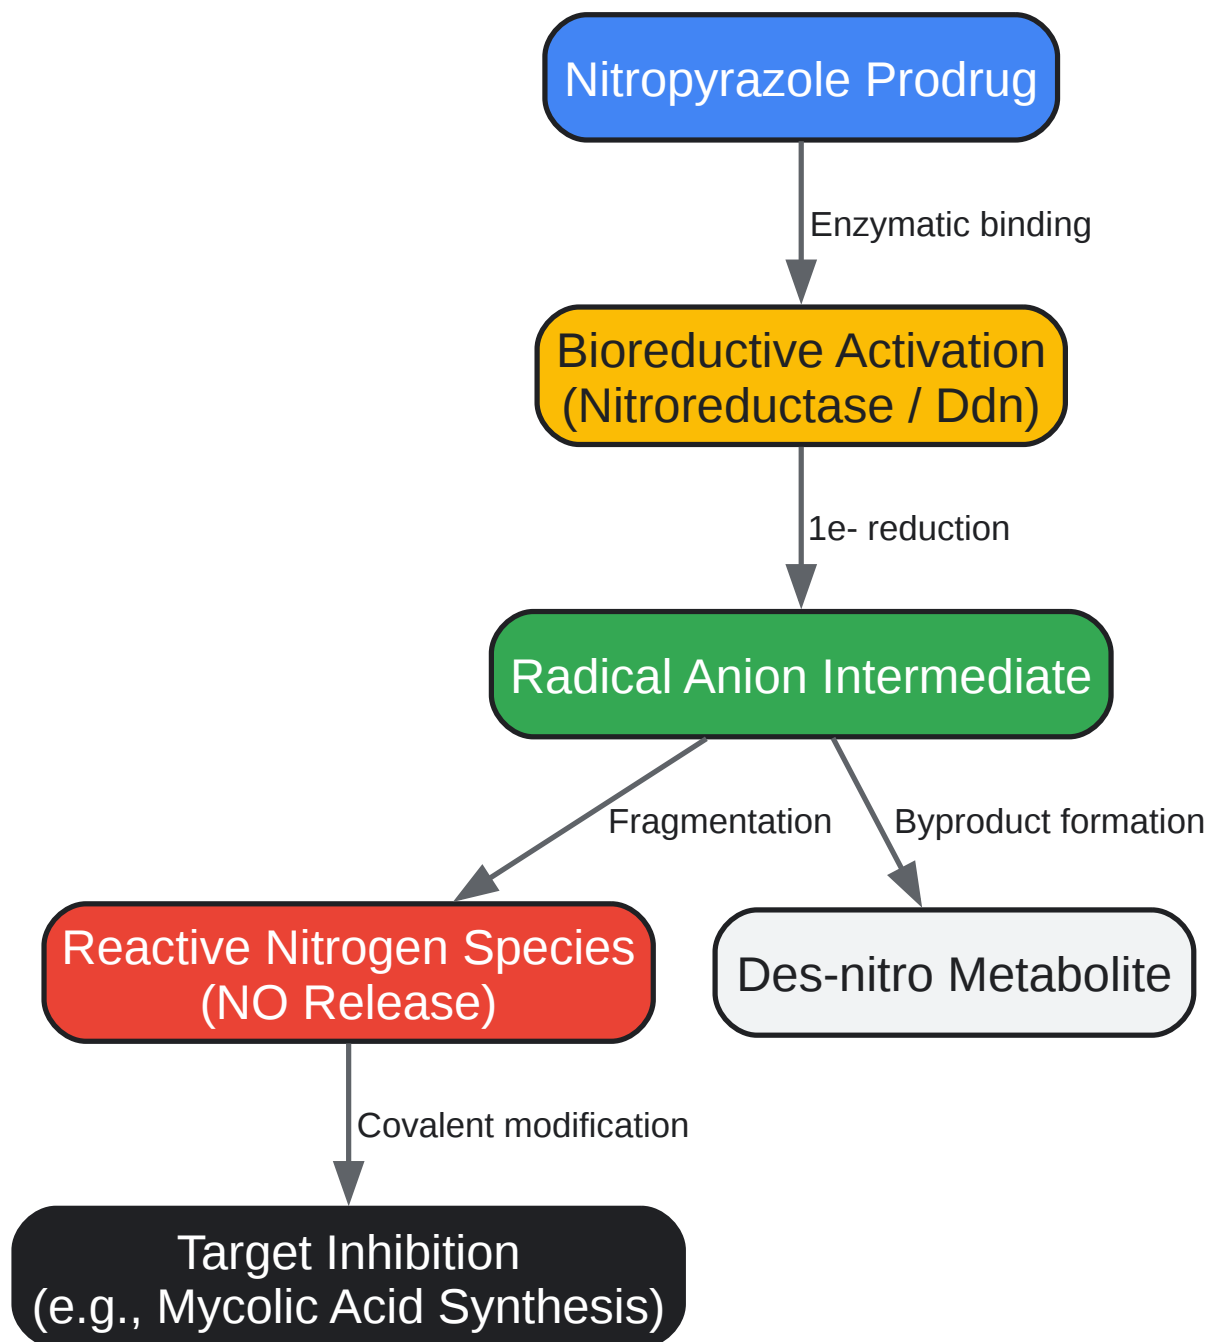 Nitropyrazole Prodrug
Enzymatic binding
Bioreductive Activation
(Nitroreductase / Ddn)
1e- reduction
Radical Anion Intermediate
Fragmentation
Byproduct formation
Reactive Nitrogen Species
(NO Release)
Des-nitro Metabolite
Covalent modification
Target Inhibition
(e.g., Mycolic Acid Synthesis)